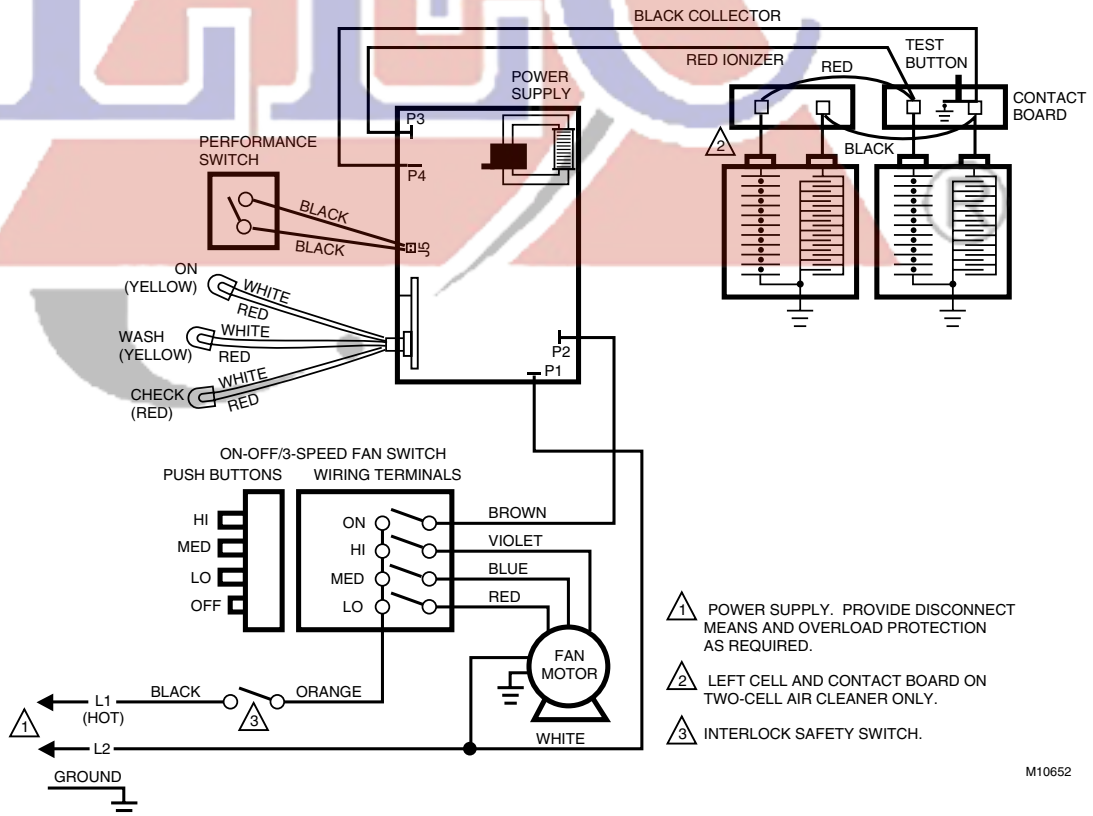 BLACK COLLECTOR
RED IONIZER
RED
TEST
BUTTON
CONTACT
BOARD
BLACK
2
POWER
SUPPLY
P3
P4
PERFORMANCE
SWITCH
BLACK
BLACK
J5
ON
(YELLOW)
WHITE
RED
WASH
(YELLOW)
WHITE
RED
CHECK
(RED)
WHITE
RED
P2
P1
ON-OFF/3-SPEED FAN SWITCH
PUSH BUTTONS
WIRING TERMINALS
HI
MED
LO
OFF
ON
HI
MED
LO
BROWN
VIOLET
BLUE
RED
FAN
MOTOR
L1
(HOT)
BLACK
3
ORANGE
1
L2
WHITE
GROUND
1 POWER SUPPLY. PROVIDE DISCONNECT
MEANS AND OVERLOAD PROTECTION
AS REQUIRED.
2 LEFT CELL AND CONTACT BOARD ON
TWO-CELL AIR CLEANER ONLY.
3 INTERLOCK SAFETY SWITCH.
M10652
®